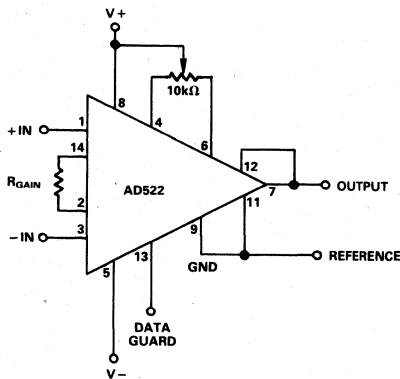 V+
8
10kΩ
4
6
+IN
1
14
12
RGAIN
AD522
7
OUTPUT
2
11
-IN
3
9
5
13
GND
REFERENCE
DATA
GUARD
V-